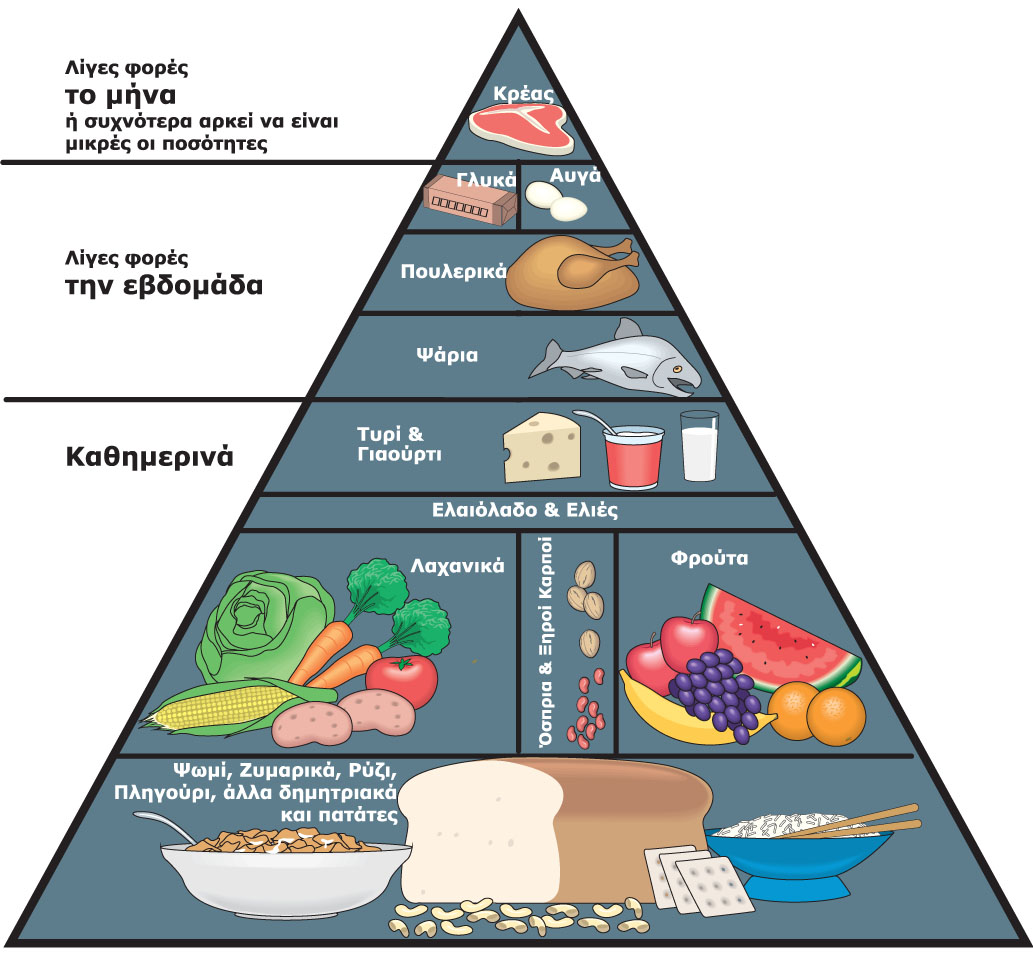 Λίγες φορές
το μήνα
ή συχνότερα αρκεί να είναι
μικρές οι ποσότητες
Κρέας
Γλυκά
Αυγά
Λίγες φορές
την εβδομάδα
Πουλερικά
Ψάρια
Καθημερινά
Τυρί &
Γιαούρτι
Ελαιόλαδο & Ελιές
Λαχανικά
Όσπρια & Ξηροί Καρποί
Φρούτα
Ψωμί, Ζυμαρικά, Ρύζι,
Πληγούρι, άλλα δημητριακά
και πατάτες